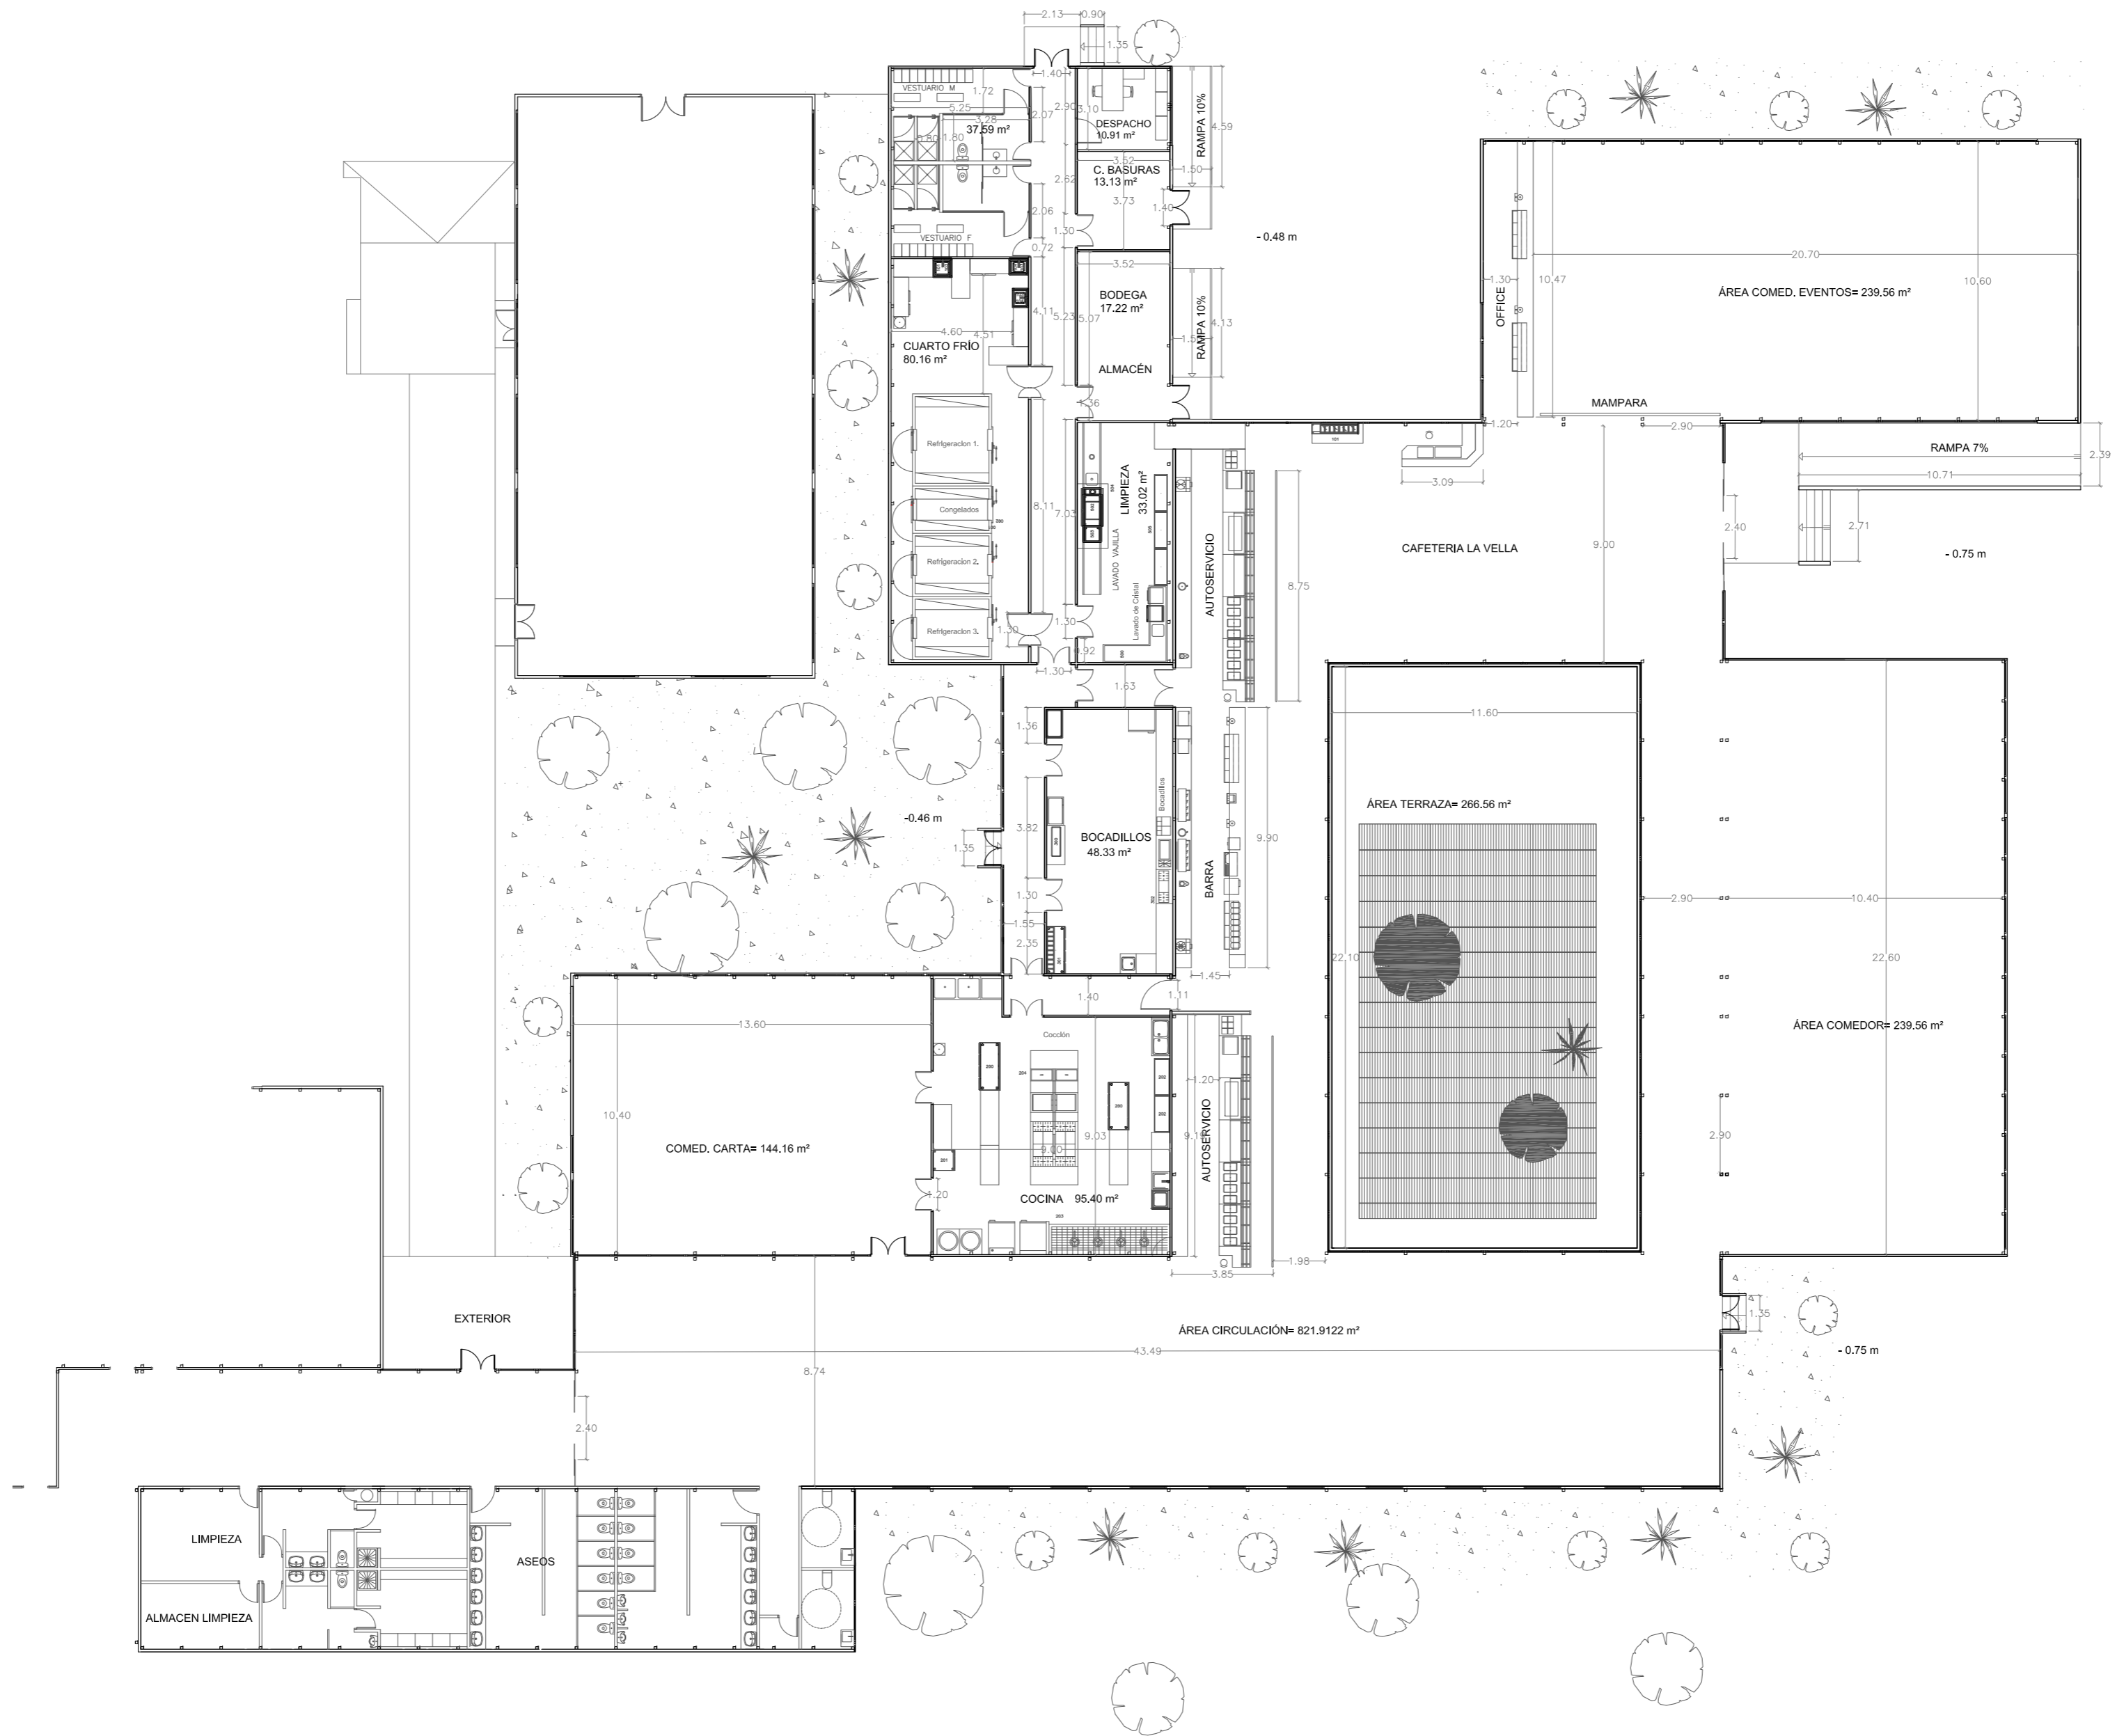 2.13
0.90
1.35
1.40
VESTUARIO M
1.72
5.25
3.28
2.07
37.59 m²
0.80
1.80
2.90
3.10
DESPACHO
10.91 m²
RAMPA 10%
4.59
3.52
C. BASURAS
13.13 m²
1.50
2.62
3.73
1.40
2.06
1.30
VESTUARIO F
0.72
- 0.48 m
3.52
BODEGA
17.22 m²
RAMPA 10%
4.13
4.11
5.23
5.07
4.60
4.51
CUARTO FRÍO
80.16 m²
ALMACÉN
1.36
OFFICE
1.30
10.47
20.70
10.60
ÁREA COMED. EVENTOS= 239.56 m²
MAMPARA
1.20
2.90
RAMPA 7%
10.71
2.39
2.40
2.71
- 0.75 m
Refrigeracion 1.
Congelados
Refrigeracion 2.
Refrigeracion 3.
8.11
7.03
LIMPIEZA
33.02 m²
LAVADO VAJILLA
Lavado de Cristal
AUTOSERVICIO
101
3.09
8.75
CAFETERIA LA VELLA
9.00
1.30
1.30
0.92
1.30
1.63
1.36
11.60
ÁREA TERRAZA= 266.56 m²
-0.46 m
3.82
1.35
BOCADILLOS
48.33 m²
Bocadillos
BARRA
9.90
1.30
1.55
2.35
302
301
1.45
22.10
2.90
10.40
22.60
ÁREA COMEDOR= 239.56 m²
2.90
13.60
10.40
COMED. CARTA= 144.16 m²
1.40
1.11
Cocción
204
202
202
201
9.03
9.00
1.20
COCINA 95.40 m²
203
1.20
AUTOSERVICIO
3.85
1.98
EXTERIOR
ÁREA CIRCULACIÓN= 821.9122 m²
43.49
8.74
1.35
- 0.75 m
2.40
LIMPIEZA
ALMACEN LIMPIEZA
ASEOS